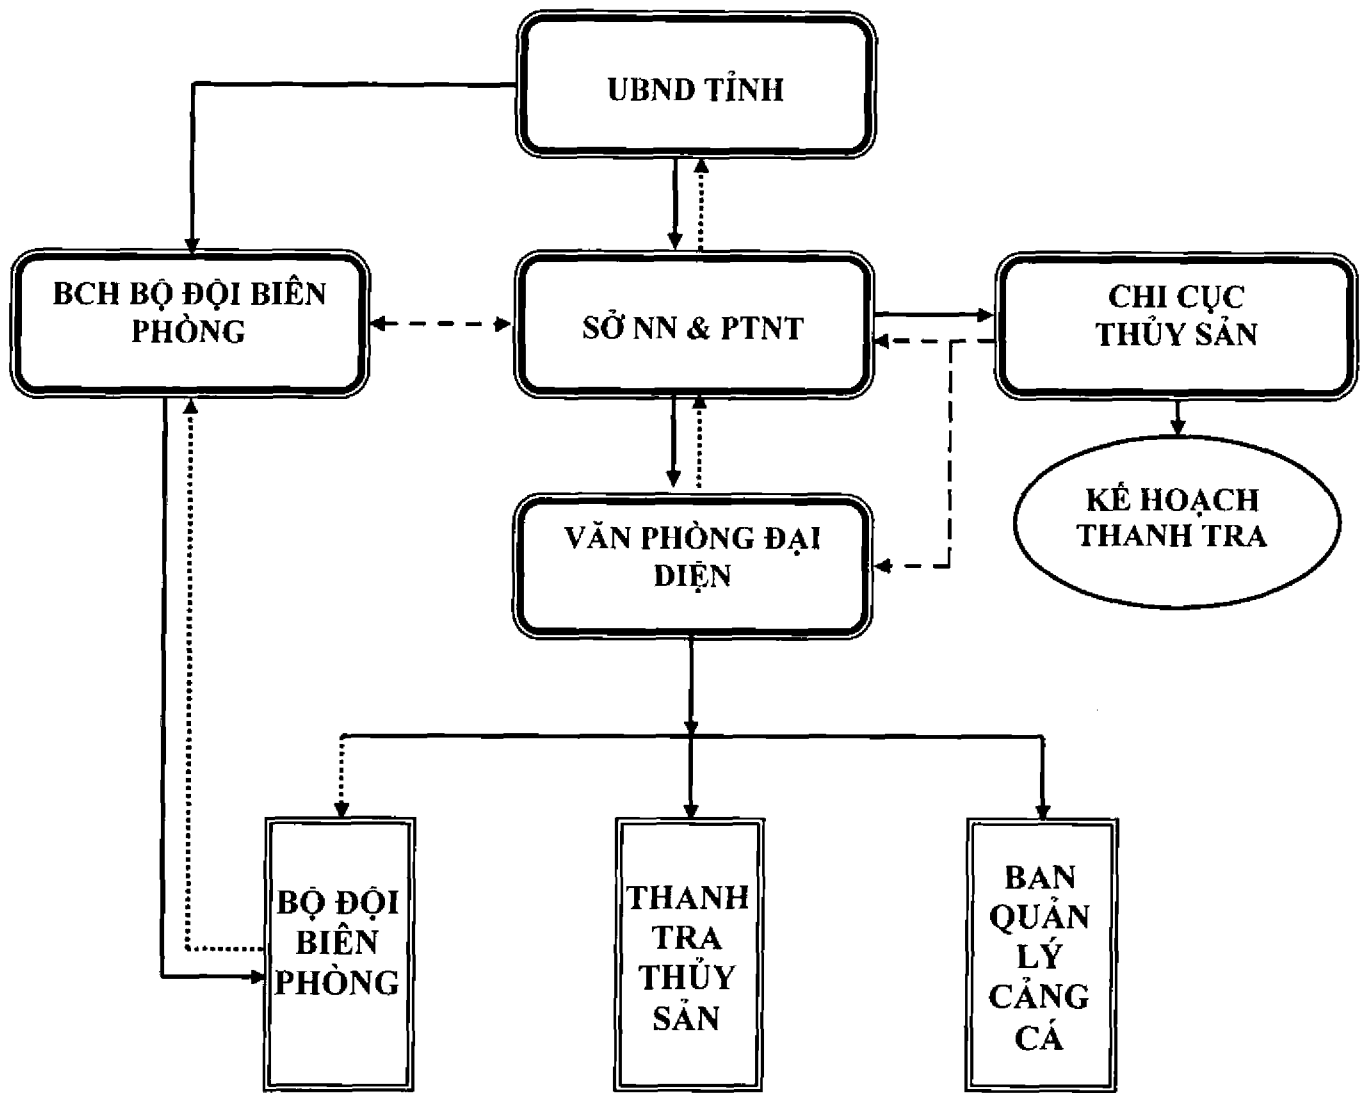 UBND TỈNH
BCH BỘ ĐỘI BIÊN
PHÒNG
SỞ NN & PTNT
CHI CỤC
THỦY SẢN
KẾ HOẠCH
THANH TRA
VĂN PHÒNG ĐẠI
DIỆN
BỘ ĐỘI
BIÊN
PHÒNG
THANH
TRA
THỦY
SẢN
BAN
QUẢN
LÝ
CẢNG
CÁ